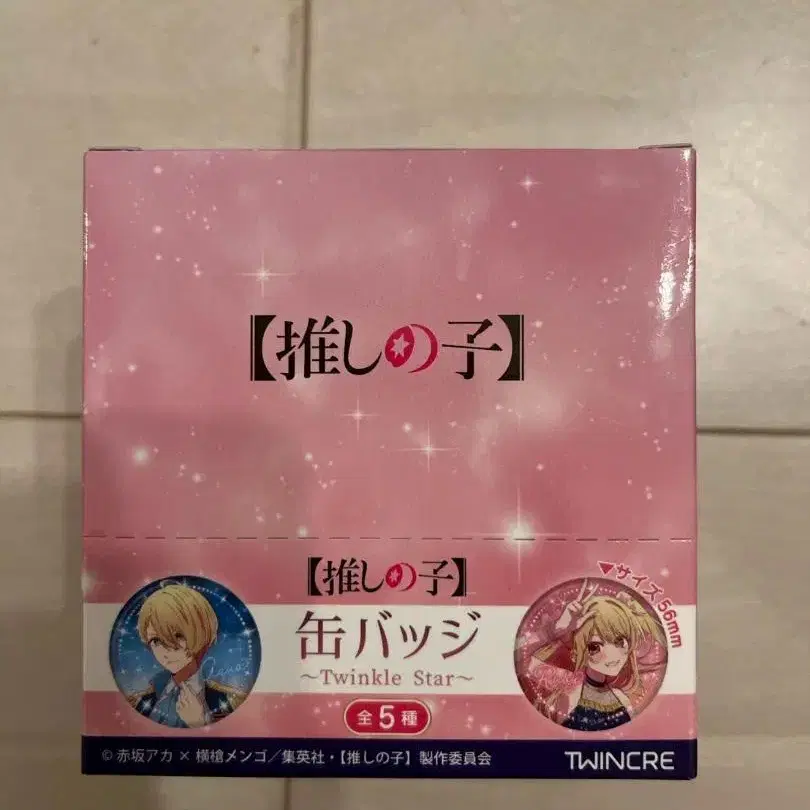 【推しの子】
【推しの子】
▼サイズ56mm
缶バッジ
～Twinkle Star～
全5種
Ⓒ赤坂アカ × 横槍メンゴ／集英社・【推しの子】製作委員会
TWINCRE